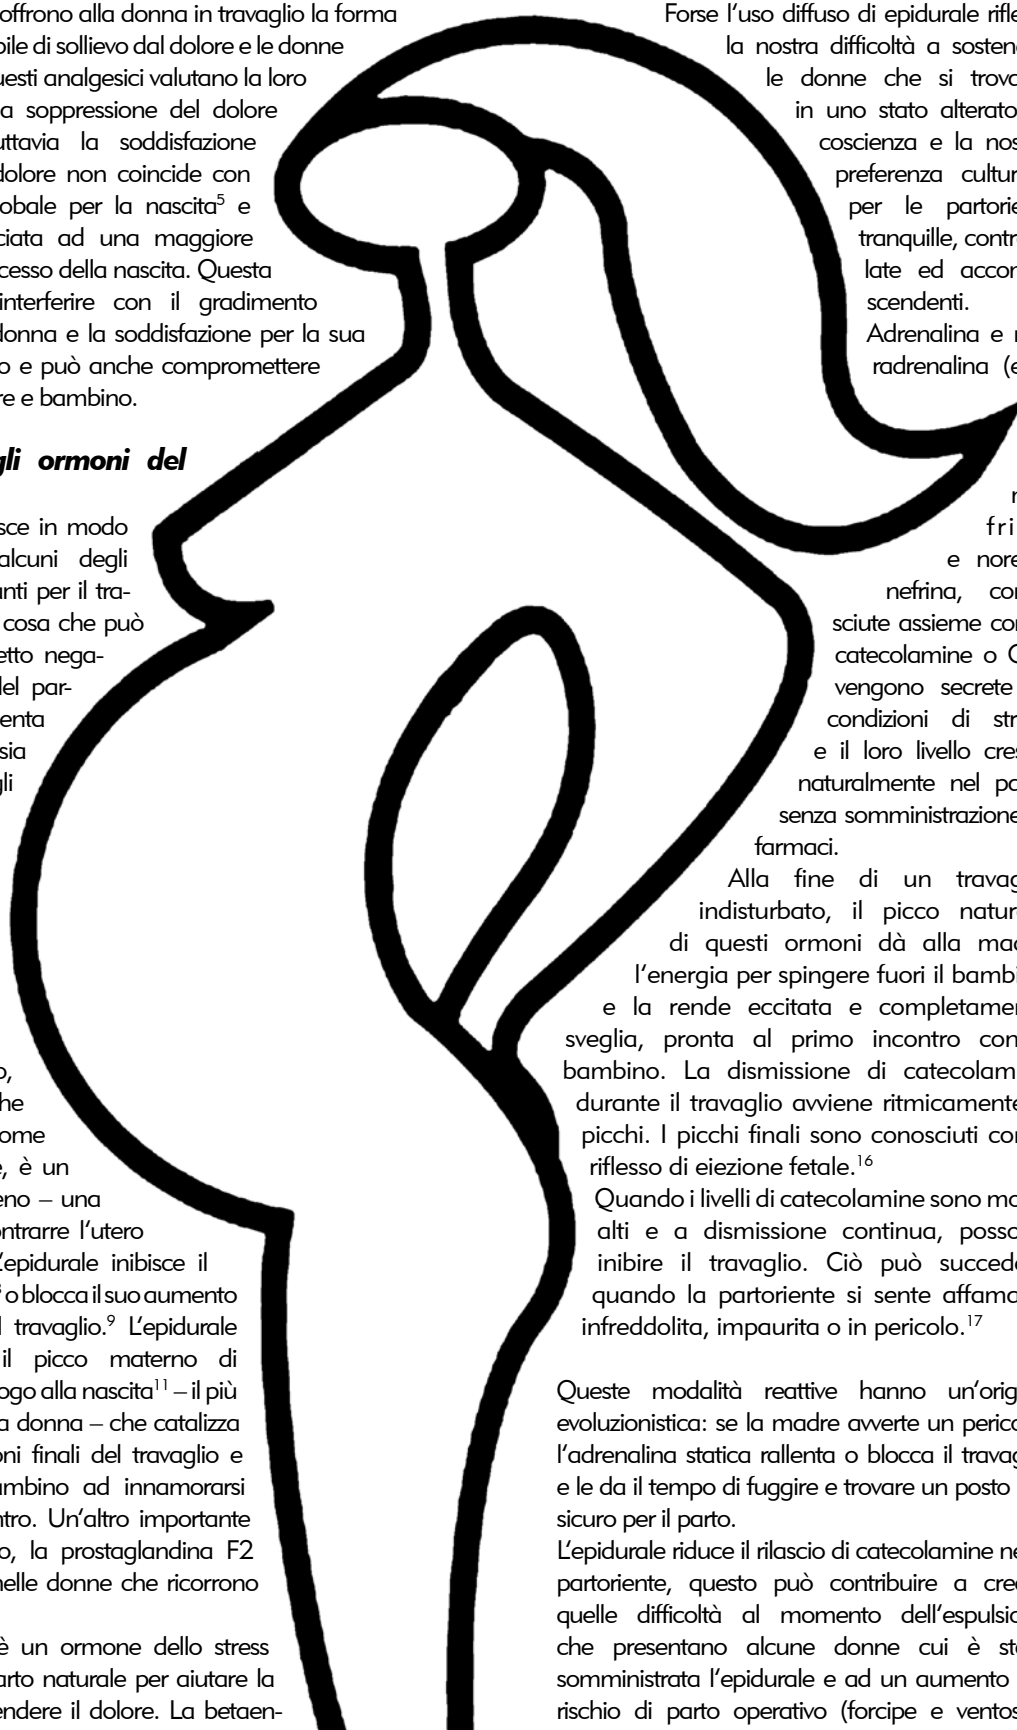 offrono alla donna in travaglio la forma
bile di sollievo dal dolore e le donne
uesti analgesici valutano la loro
a soppressione del dolore
uttavia la soddisfazione
dolore non coincide con
obale per la nascita⁵ e
ciata ad una maggiore
cesso della nascita. Questa
interferire con il gradimento
donna e la soddisfazione per la sua
o e può anche compromettere
re e bambino.
gli ormoni del
sce in modo
alcuni degli
anti per il tra-
cosa che può
etto nega-
del par-
enta
sia
gli
o,
he
ome
e, è un
eno – una
ontrarre l'utero
L'epidurale inibisce il
o blocca il suo aumento
l travaglio.⁹ L'epidurale
il picco materno di
ogo alla nascita¹¹ – il più
a donna – che catalizza
oni finali del travaglio e
ambino ad innamorarsi
ntro. Un'altro importante
o, la prostaglandina F2
nelle donne che ricorrono
è un ormone dello stress
arto naturale per aiutare la
endere il dolore. La betaen-
Forse l'uso diffuso di epidurale rifle
la nostra difficoltà a sostene
le donne che si trova
in uno stato alterato
coscienza e la nos
preferenza cultur
per le partorie
tranquille, contro
late ed accon
scendenti.
Adrenalina e n
radrenalina (e
fri
e nore
nefrina, con
sciute assieme con
catecolamine o C
vengono secrete
condizioni di str
e il loro livello cres
naturalmente nel pa
senza somministrazione
farmaci.
Alla fine di un travag
indisturbato, il picco natura
di questi ormoni dà alla mad
l'energia per spingere fuori il bambi
e la rende eccitata e completamen
sveglia, pronta al primo incontro con
bambino. La dismissione di catecolam
durante il travaglio avviene ritmicamente
picchi. I picchi finali sono conosciuti con
riflesso di eiezione fetale.¹⁶
Quando i livelli di catecolamine sono mo
alti e a dismissione continua, posso
inibire il travaglio. Ciò può succede
quando la partoriente si sente affama
infreddolita, impaurita o in pericolo.¹⁷
Queste modalità reattive hanno un'orig
evoluzionistica: se la madre avverte un perico
l'adrenalina statica rallenta o blocca il travag
e le da il tempo di fuggire e trovare un posto
sicuro per il parto.
L'epidurale riduce il rilascio di catecolamine ne
partoriente, questo può contribuire a crea
quelle difficoltà al momento dell'espulsio
che presentano alcune donne cui è sta
somministrata l'epidurale e ad un aumento
rischio di parto operativo (forcipe e ventos